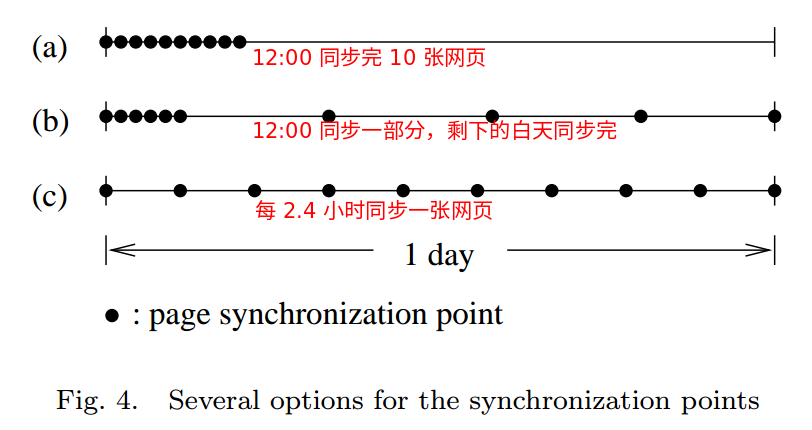 (a)
12:00 同步完 10 张网页
(b)
12:00 同步一部分，剩下的白天同步完
(c)
每 2.4 小时同步一张网页
1 day
: page synchronization point
Fig. 4. Several options for the synchronization points